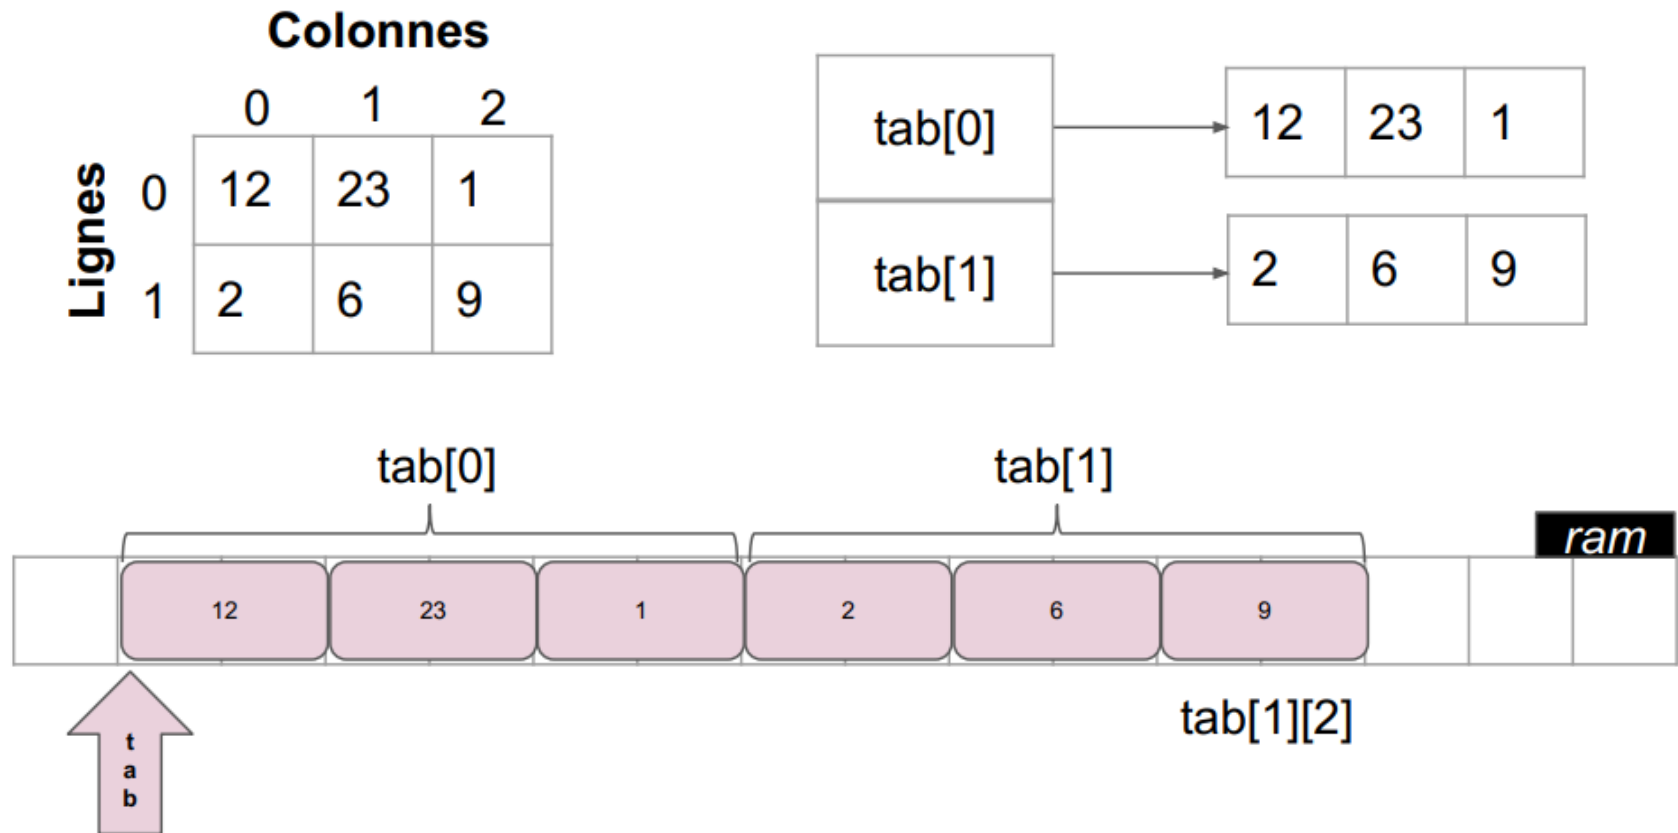 Colonnes
0 1 2
Lignes
0 12 23 1
1 2 6 9
tab[0] 12 23 1
tab[1] 2 6 9
tab[0] tab[1]
ram
12 23 1 2 6 9
tab[1][2]
t
a
b